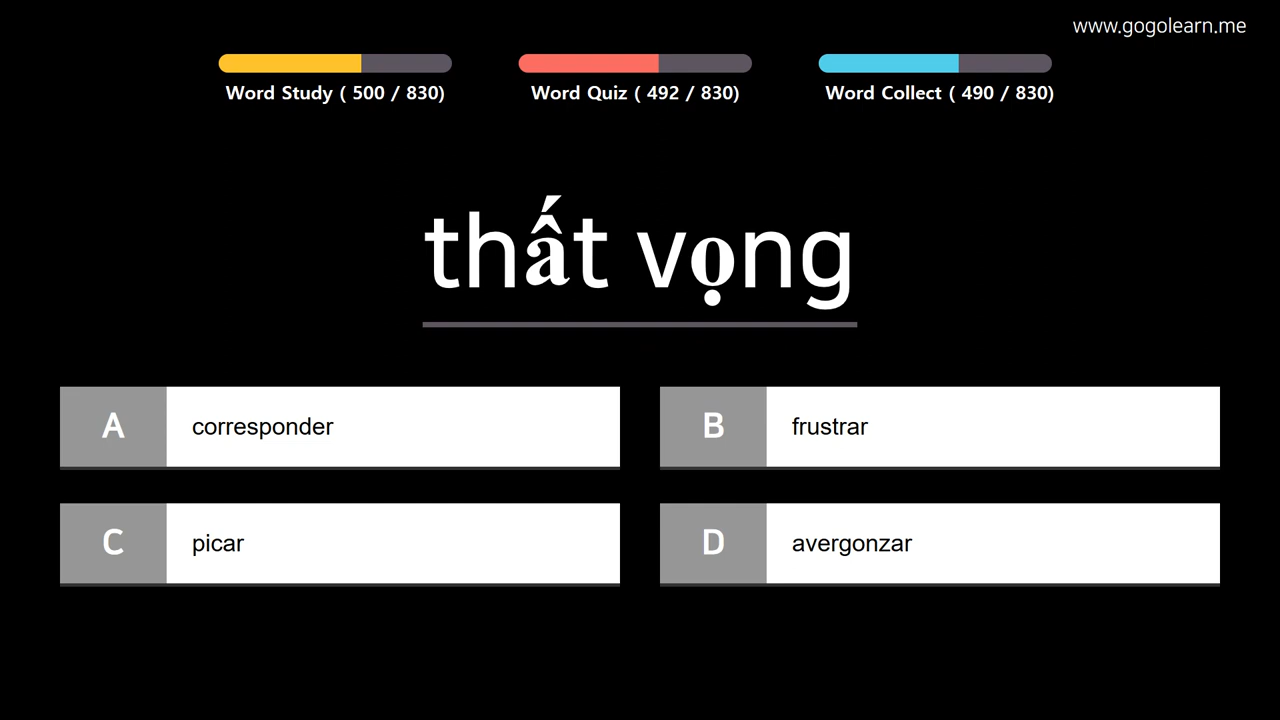 www.gogolearn.me
Word Study ( 500 / 830)
Word Quiz ( 492 / 830)
Word Collect ( 490 / 830)
thất vọng
A corresponder
B frustrar
C picar
D avergonzar